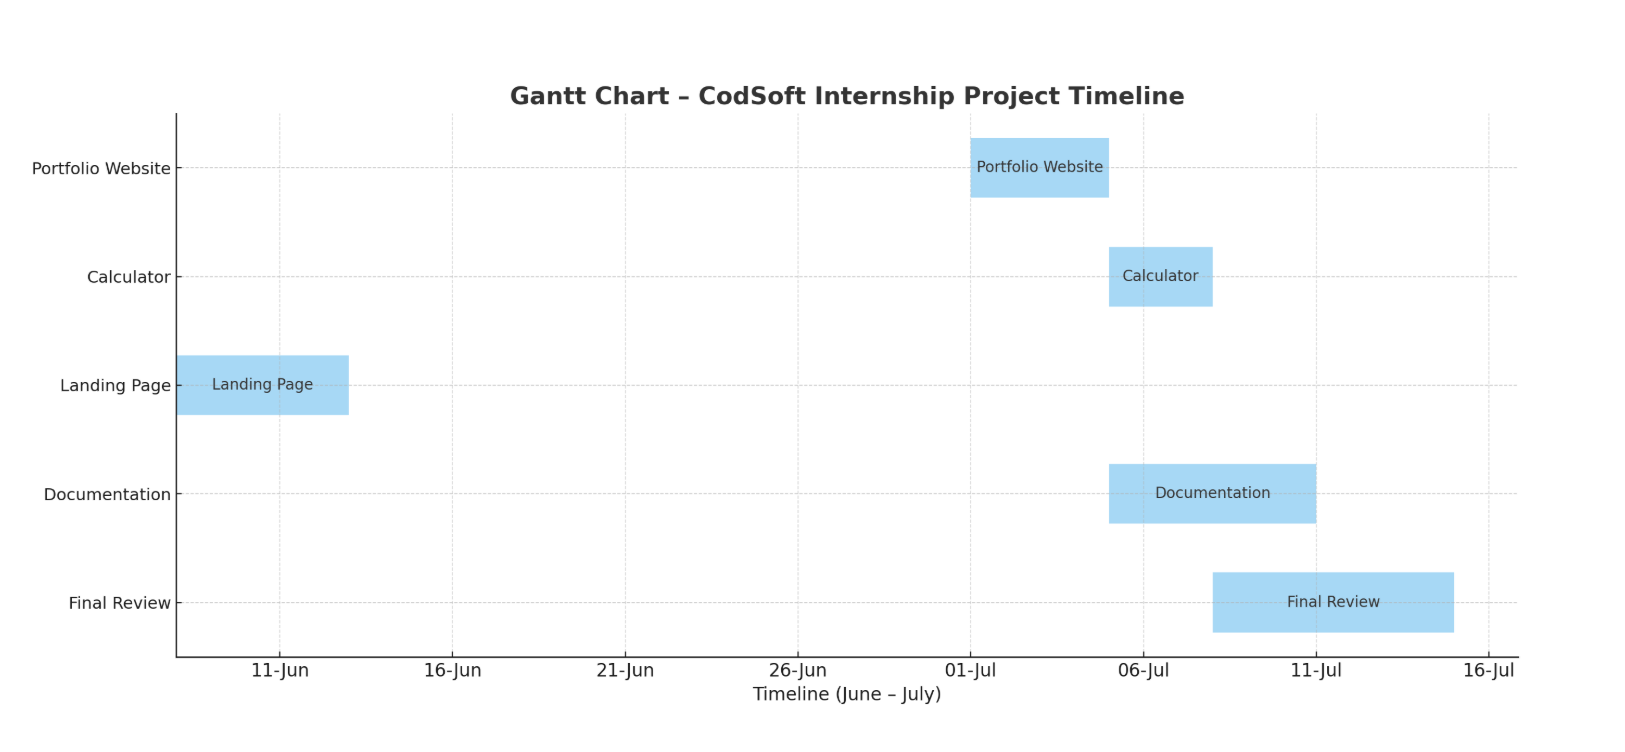 Gantt Chart – CodSoft Internship Project Timeline
Portfolio Website
Portfolio Website
Calculator
Calculator
Landing Page
Landing Page
Documentation
Documentation
Final Review
Final Review
11-Jun 16-Jun 21-Jun 26-Jun 01-Jul 06-Jul 11-Jul 16-Jul
Timeline (June – July)